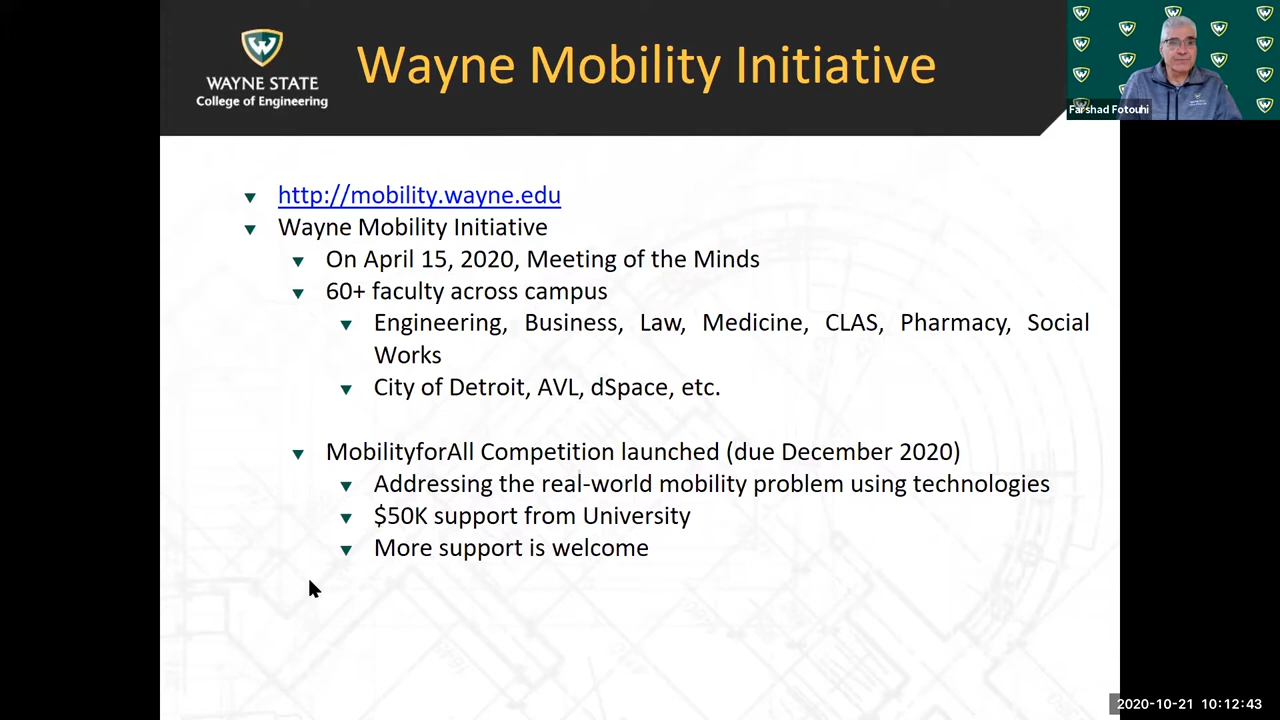 WAYNE STATE
College of Engineering
Wayne Mobility Initiative
Farshad Fotouhi
http://mobility.wayne.edu
Wayne Mobility Initiative
On April 15, 2020, Meeting of the Minds
60+ faculty across campus
Engineering, Business, Law, Medicine, CLAS, Pharmacy, Social
Works
City of Detroit, AVL, dSpace, etc.
MobilityforAll Competition launched (due December 2020)
Addressing the real-world mobility problem using technologies
$50K support from University
More support is welcome
2020-10-21 10:12:43